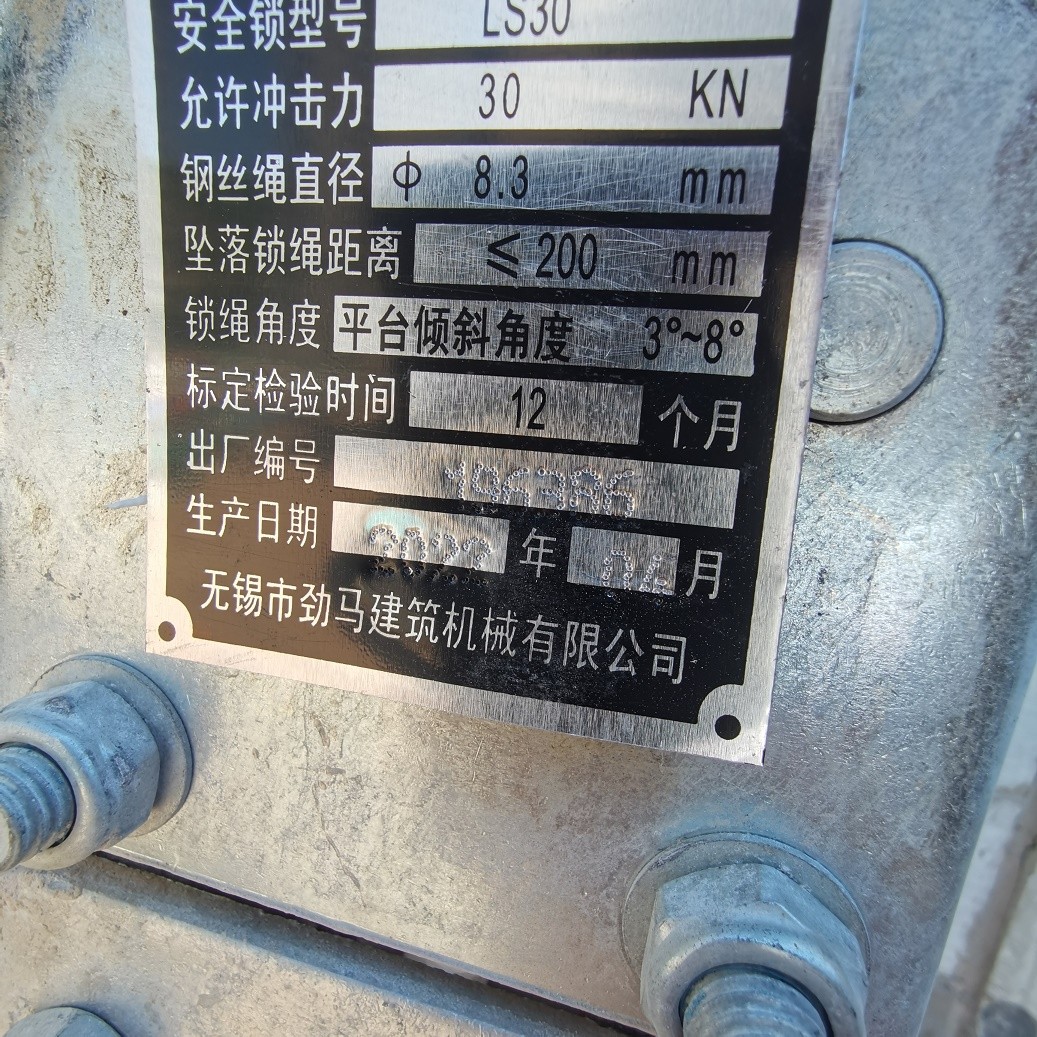 安全锁型号 LS30
允许冲击力 30 KN
钢丝绳直径 ϕ 8.3 mm
坠落锁绳距离 ≤200 mm
锁绳角度 平台倾斜角度 3°~8°
标定检验时间 12 个月
出厂编号 196386
生产日期 2022 年 04 月
无锡市劲马建筑机械有限公司